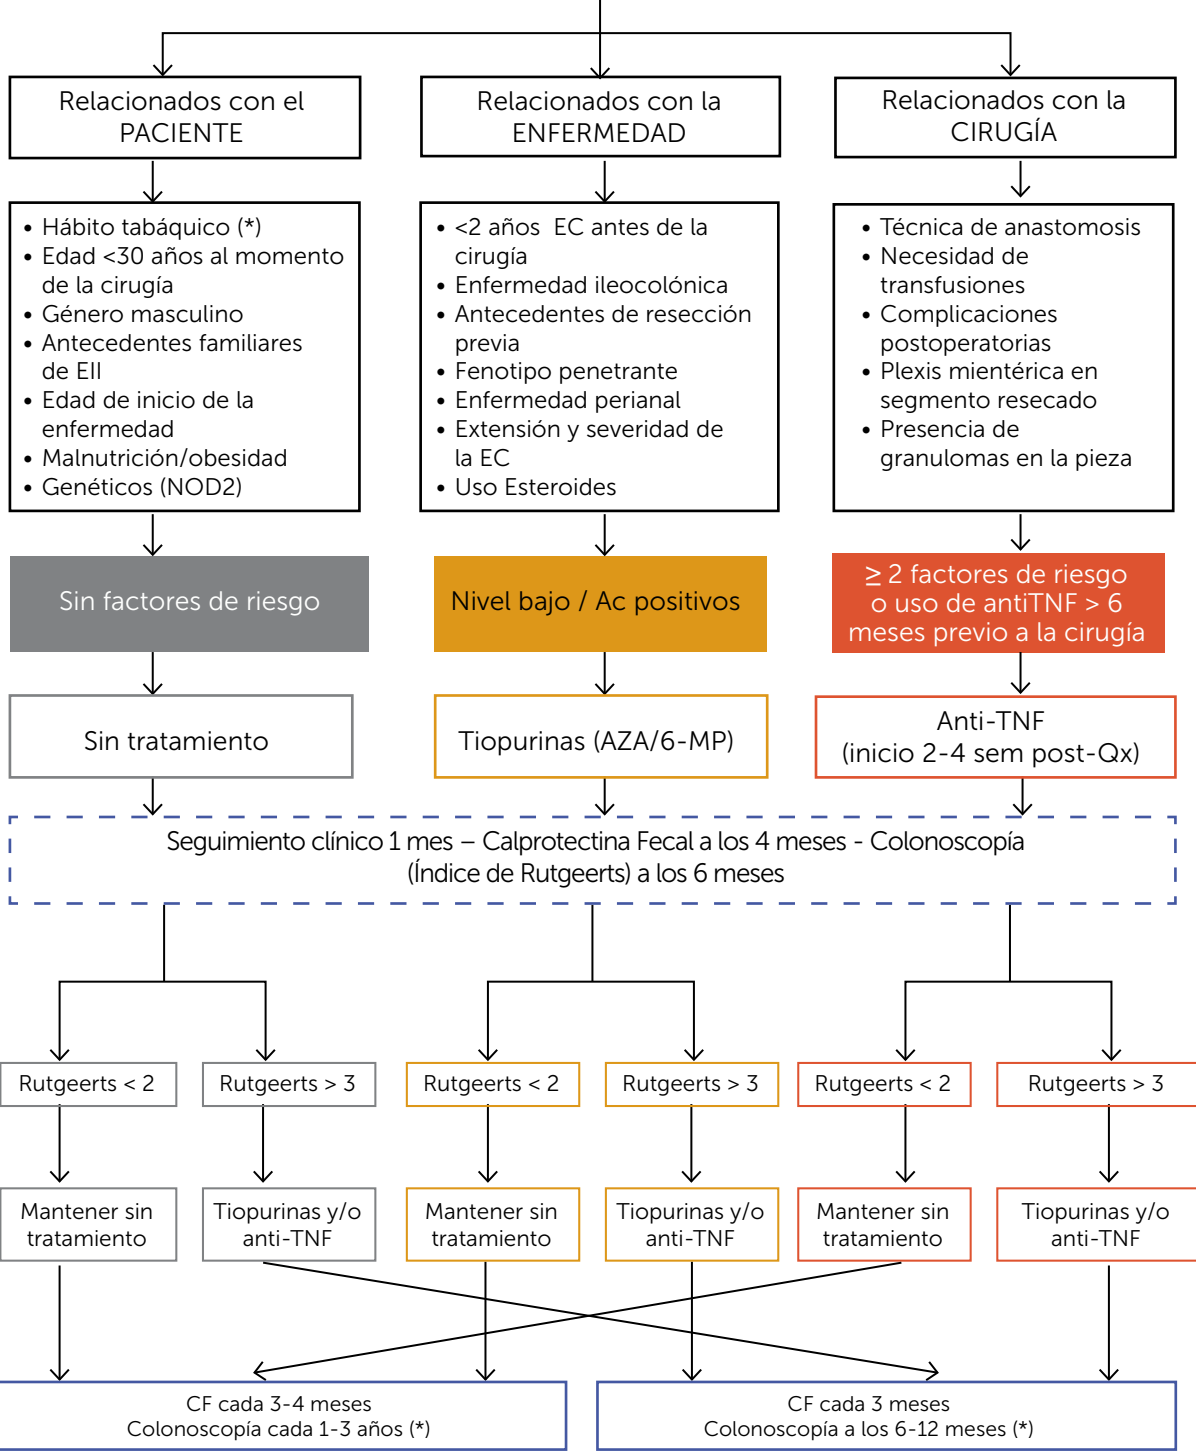 Relacionados con el
PACIENTE
Relacionados con la
ENFERMEDAD
Relacionados con la
CIRUGÍA
• Hábito tabáquico (*)
• Edad <30 años al momento
de la cirugía
• Género masculino
• Antecedentes familiares
de EII
• Edad de inicio de la
enfermedad
• Malnutrición/obesidad
• Genéticos (NOD2)
• <2 años EC antes de la
cirugía
• Enfermedad ileocolónica
• Antecedentes de resección
previa
• Fenotipo penetrante
• Enfermedad perianal
• Extensión y severidad de
la EC
• Uso Esteroides
• Técnica de anastomosis
• Necesidad de
transfusiones
• Complicaciones
postoperatorias
• Plexis mientérica en
segmento resecado
• Presencia de
granulomas en la pieza
Sin factores de riesgo
Nivel bajo / Ac positivos
≥ 2 factores de riesgo
o uso de antiTNF > 6
meses previo a la cirugía
Sin tratamiento
Tiopurinas (AZA/6-MP)
Anti-TNF
(inicio 2-4 sem post-Qx)
Seguimiento clínico 1 mes – Calprotectina Fecal a los 4 meses - Colonoscopía
(Índice de Rutgeerts) a los 6 meses
Rutgeerts < 2
Rutgeerts > 3
Rutgeerts < 2
Rutgeerts > 3
Rutgeerts < 2
Rutgeerts > 3
Mantener sin
tratamiento
Tiopurinas y/o
anti-TNF
Mantener sin
tratamiento
Tiopurinas y/o
anti-TNF
Mantener sin
tratamiento
Tiopurinas y/o
anti-TNF
CF cada 3-4 meses
Colonoscopía cada 1-3 años (*)
CF cada 3 meses
Colonoscopía a los 6-12 meses (*)